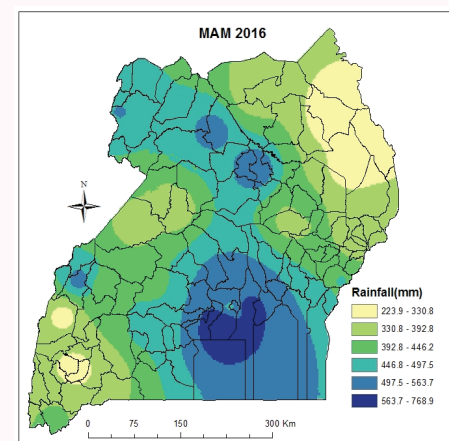 MAM 2016
N
Rainfall(mm)
223.9 - 330.8
330.8 - 392.8
392.8 - 446.2
446.8 - 497.5
497.5 - 563.7
563.7 - 768.9
0 75 150 300 Km